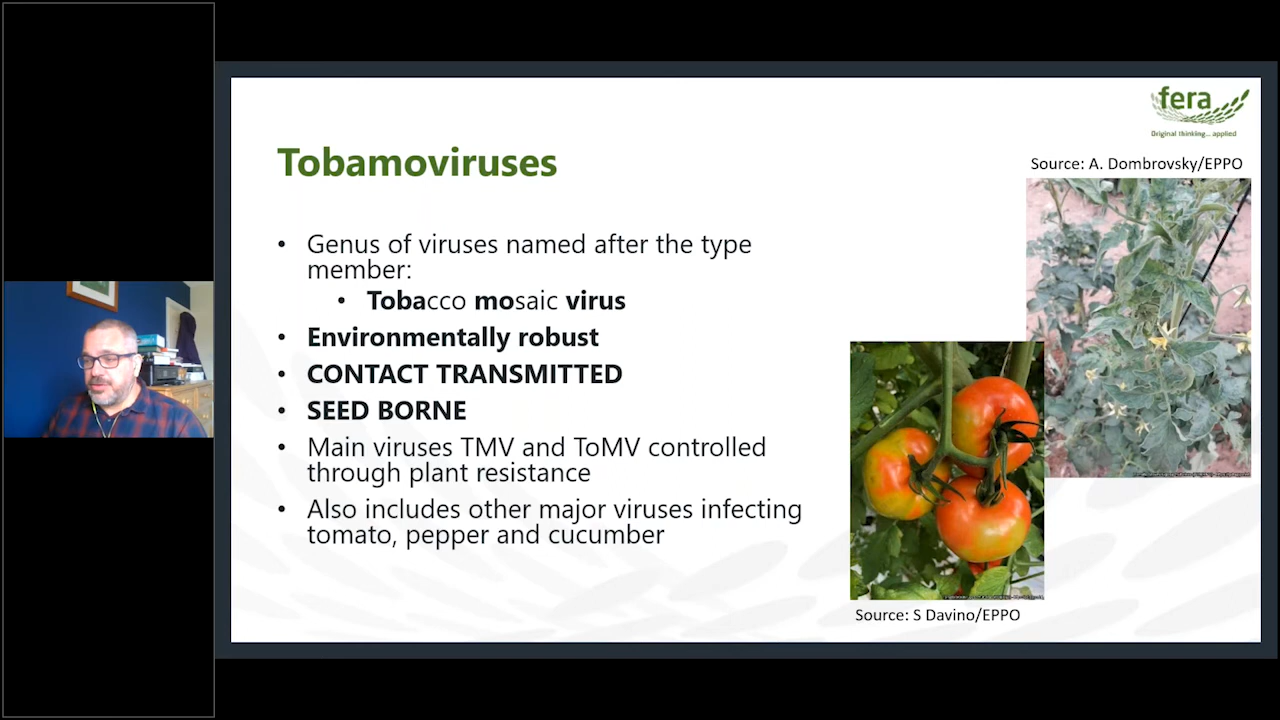 fera
Original thinking... applied
Tobamoviruses
Source: A. Dombrovsky/EPPO
• Genus of viruses named after the type
member:
• Tobacco mosaic virus
• Environmentally robust
• CONTACT TRANSMITTED
• SEED BORNE
• Main viruses TMV and ToMV controlled
through plant resistance
• Also includes other major viruses infecting
tomato, pepper and cucumber
Source: S Davino/EPPO